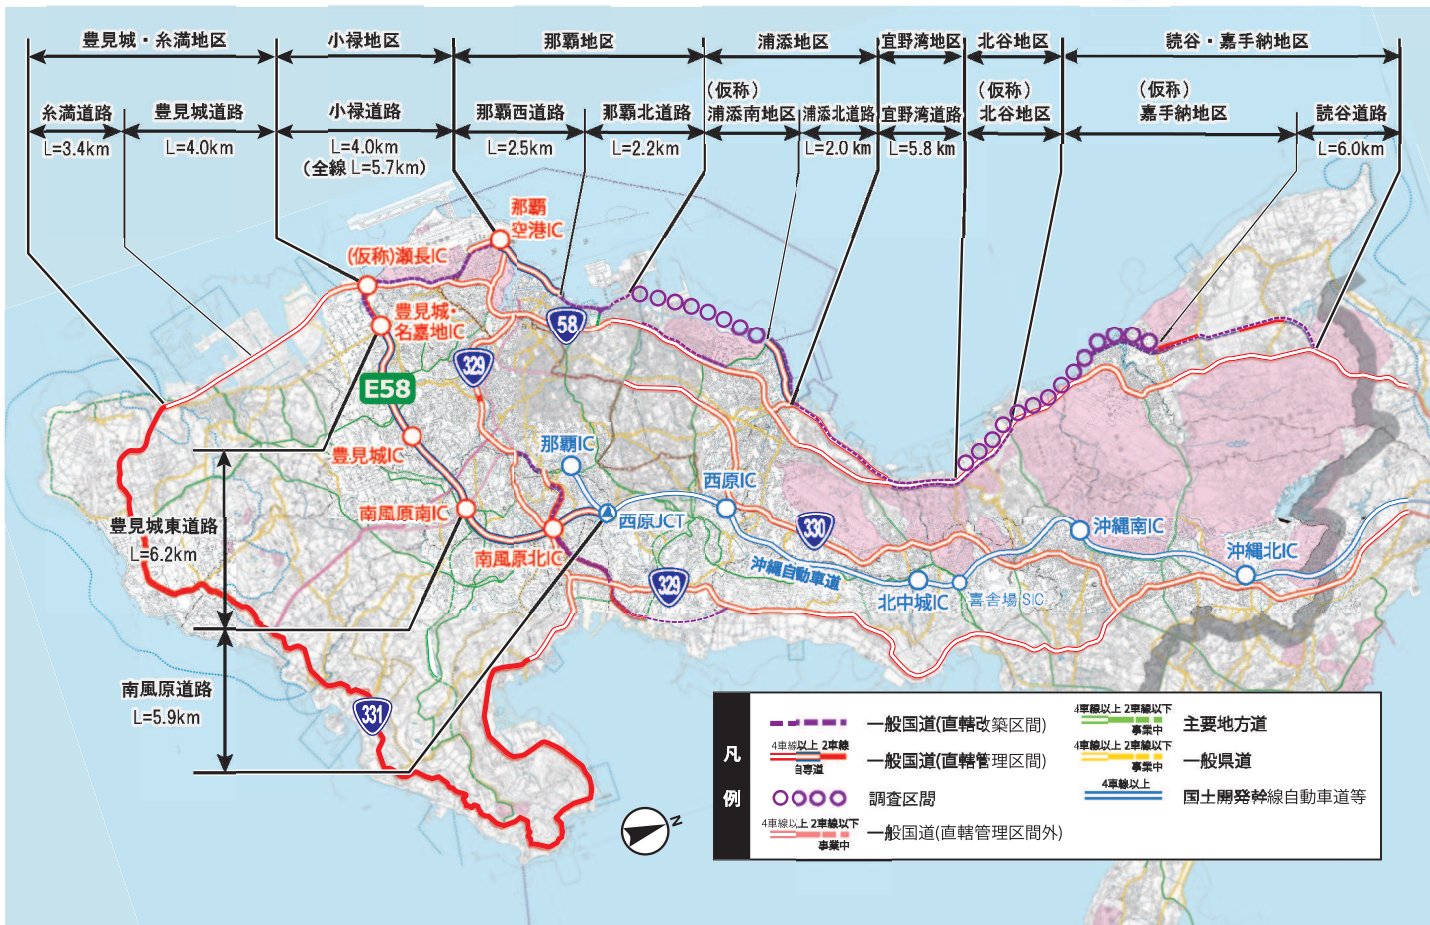 豊見城・糸満地区
小禄地区
那覇地区
浦添地区
宜野湾地区
北谷地区
読谷・嘉手納地区
糸満道路
L=3.4km
豊見城道路
L=4.0km
小禄道路
L=4.0km
(全線 L=5.7km)
那覇西道路
L=2.5km
那覇北道路
L=2.2km
(仮称)
浦添南地区
浦添北道路
L=2.0 km
宜野湾道路
L=5.8 km
(仮称)
北谷地区
(仮称)
嘉手納地区
読谷道路
L=6.0km
那覇
空港IC
(仮称)瀬長IC
豊見城・
名嘉地IC
58
329
E58
豊見城IC
那覇IC
西原IC
南風原南IC
西原JCT
南風原北IC
330
沖縄南IC
沖縄北IC
沖縄自動車道
329
北中城IC
喜舎場SIC
豊見城東道路
L=6.2km
南風原道路
L=5.9km
331
N
凡
例
一般国道(直轄改築区間)
4車線以上 2車線
自専道
一般国道(直轄管理区間)
調査区間
4車線以上 2車線以下
事業中
一般国道(直轄管理区間外)
4車線以上 2車線以下
事業中
主要地方道
4車線以上 2車線以下
事業中
一般県道
4車線以上
国土開発幹線自動車道等